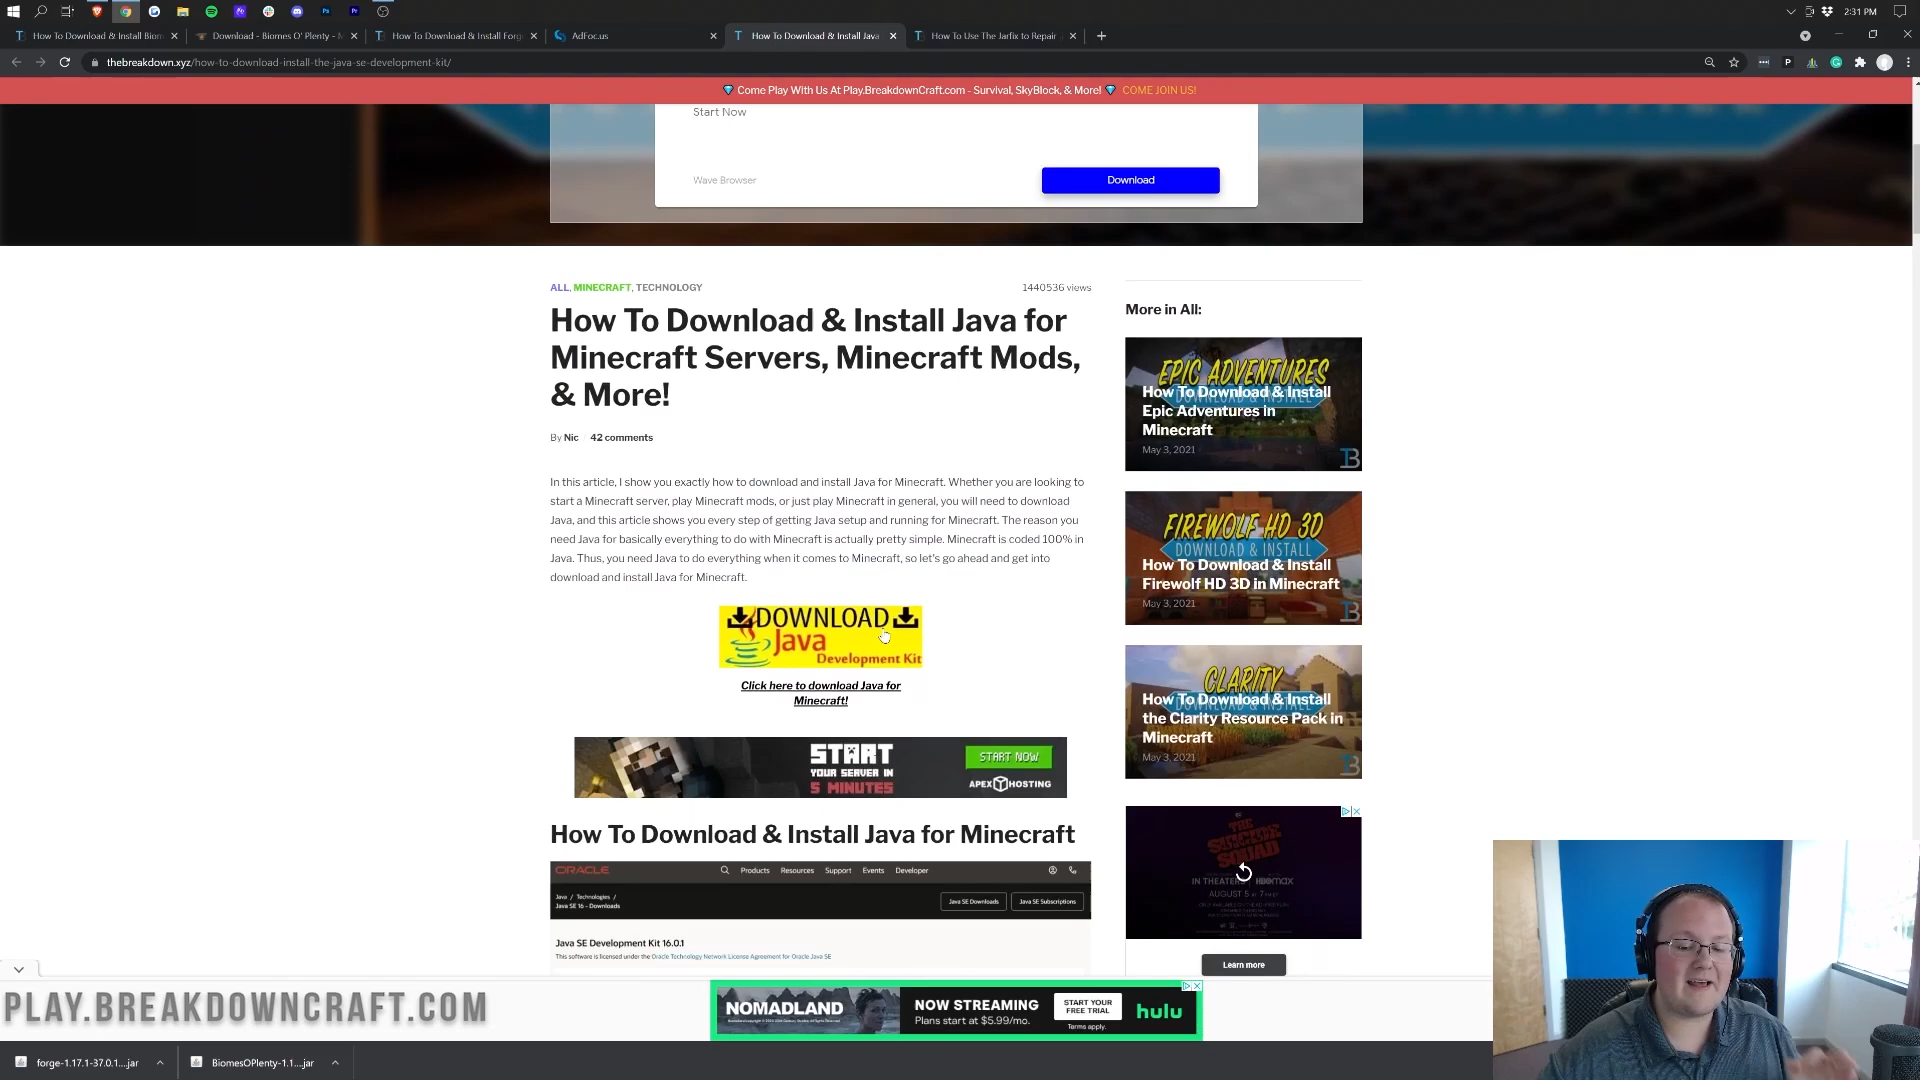 2:31 PM
How To Download & Install Biom
Download - Biomes O' Plenty - M
How To Download & Install Forg
AdFoc.us
How To Download & Install Java
How To Use The Jarfix to Repair
thebreakdown.xyz/how-to-download-install-the-java-se-development-kit/
Come Play With Us At Play.BreakdownCraft.com - Survival, SkyBlock, & More! COME JOIN US!
Start Now
Wave Browser
Download
ALL, MINECRAFT, TECHNOLOGY
1440536 views
How To Download & Install Java for
Minecraft Servers, Minecraft Mods,
& More!
By Nic / 42 comments
In this article, I show you exactly how to download and install Java for Minecraft. Whether you are looking to
start a Minecraft server, play Minecraft mods, or just play Minecraft in general, you will need to download
Java, and this article shows you every step of getting Java setup and running for Minecraft. The reason you
need Java for basically everything to do with Minecraft is actually pretty simple. Minecraft is coded 100% in
Java. Thus, you need Java to do everything when it comes to Minecraft, so let's go ahead and get into
download and install Java for Minecraft.
DOWNLOAD
Java
Development Kit
Click here to download Java for
Minecraft!
START
YOUR SERVER IN
5 MINUTES
START NOW
APEX HOSTING
How To Download & Install Java for Minecraft
ORACLE
Products
Resources
Support
Events
Developer
Java / Technologies /
Java SE 16 - Downloads
Java SE Downloads
Java SE Subscriptions
Java SE Development Kit 16.0.1
This software is licensed under the Oracle Technology Network License Agreement for Oracle Java SE
More in All:
EPIC ADVENTURES
DOWNLOAD & INSTALL
How To Download & Install
Epic Adventures in
Minecraft
May 3, 2021
FIREWOLF HD 3D
DOWNLOAD & INSTALL
How To Download & Install
Firewolf HD 3D in Minecraft
May 3, 2021
CLARITY
DOWNLOAD & INSTALL
How To Download & Install
the Clarity Resource Pack in
Minecraft
May 3, 2021
THE
SUICIDE
SQUAD
IN THEATERS HBOMAX
AUGUST 5
Learn more
PLAY.BREAKDOWNCRAFT.COM
NOMADLAND
NOW STREAMING
Plans start at $5.99/mo.
START YOUR
FREE TRIAL
Terms apply.
hulu
forge-1.17.1-37.0.1....jar
BiomesOPlenty-1.1....jar